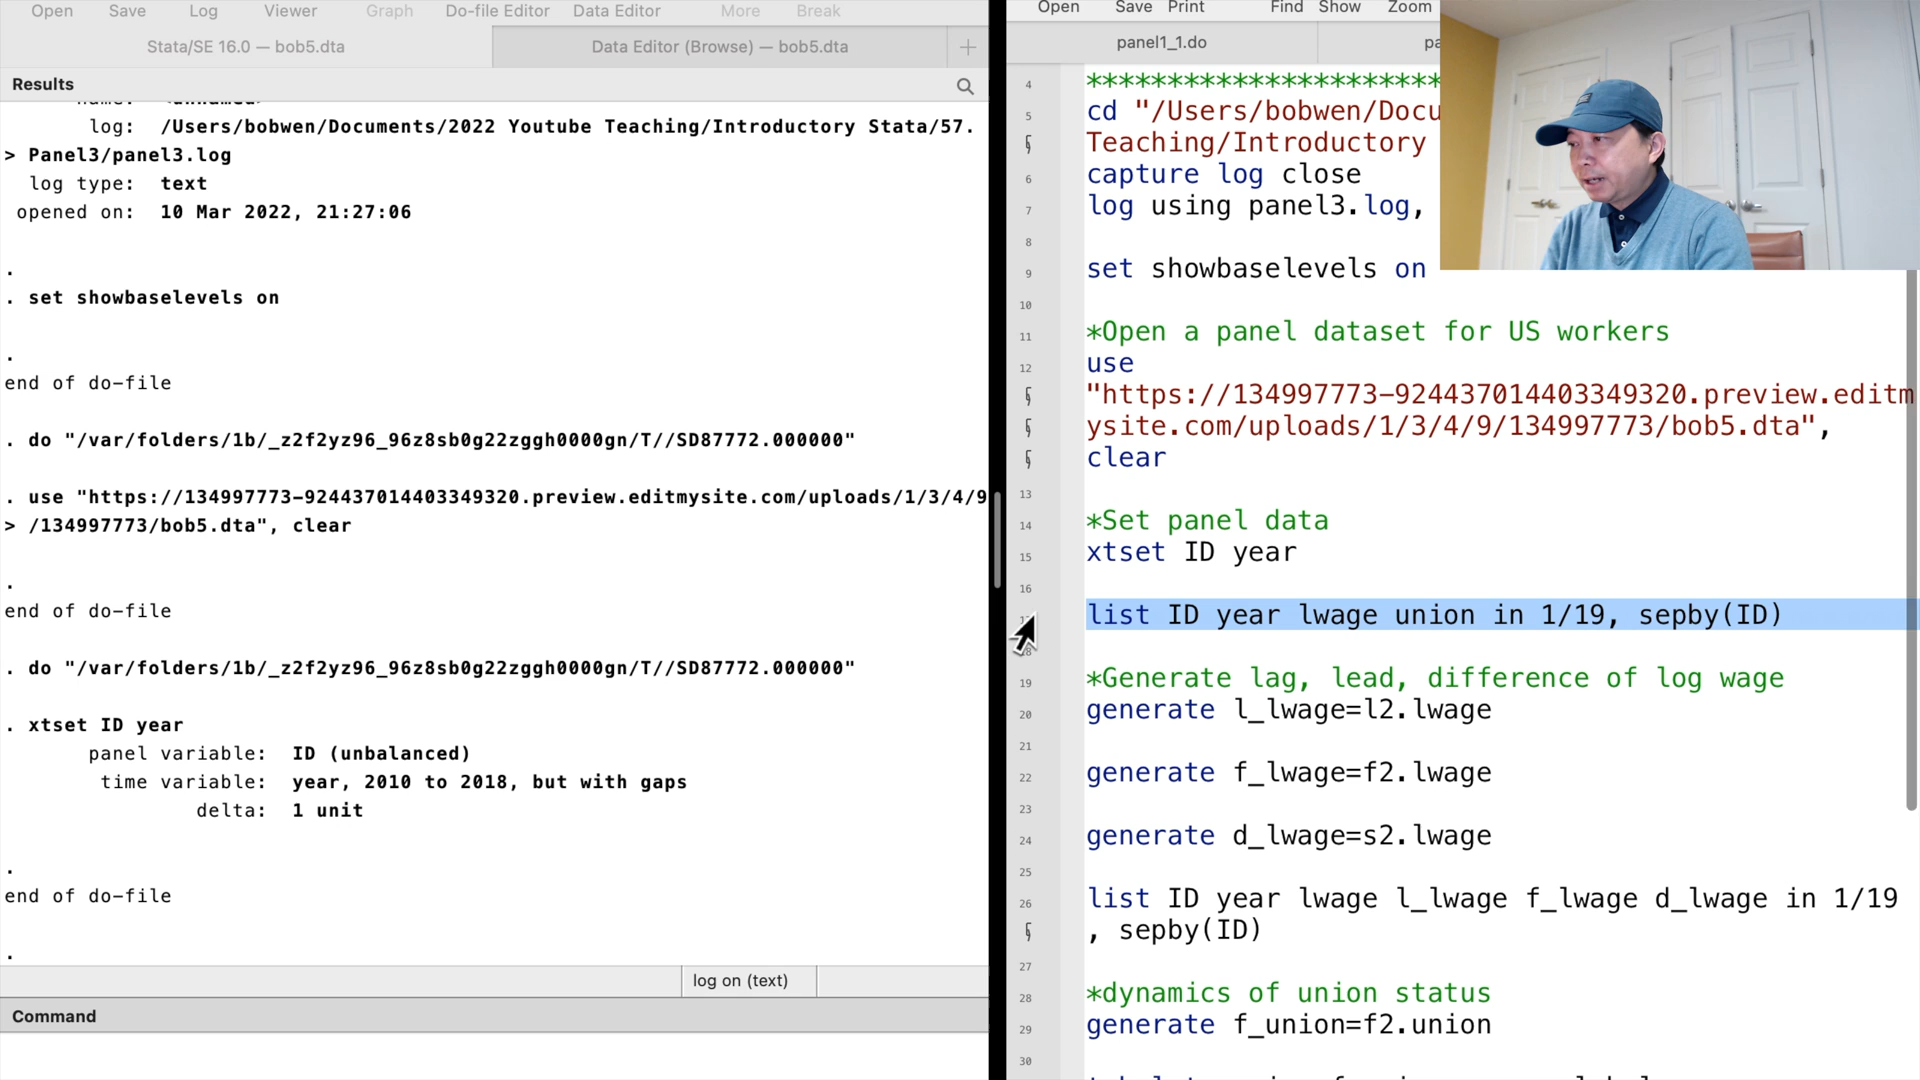 Open Save Log Viewer Graph Do-file Editor Data Editor More Break
Stata/SE 16.0 — bob5.dta
Data Editor (Browse) — bob5.dta
Results
log: /Users/bobwen/Documents/2022 Youtube Teaching/Introductory Stata/57.
> Panel3/panel3.log
log type: text
opened on: 10 Mar 2022, 21:27:06
.
. set showbaselevels on
.
end of do-file
. do "/var/folders/1b/_z2f2yz96_96z8sb0g22zggh0000gn/T//SD87772.000000"
. use "https://134997773-924437014403349320.preview.editmysite.com/uploads/1/3/4/9
> /134997773/bob5.dta", clear
.
end of do-file
. do "/var/folders/1b/_z2f2yz96_96z8sb0g22zggh0000gn/T//SD87772.000000"
. xtset ID year
panel variable: ID (unbalanced)
time variable: year, 2010 to 2018, but with gaps
delta: 1 unit
.
end of do-file
.
log on (text)
Command
Open Save Print Find Show Zoom
panel1_1.do
4 **********************
5 cd "/Users/bobwen/Docu
Teaching/Introductory
6 capture log close
7 log using panel3.log,
8
9 set showbaselevels on
10
11 *Open a panel dataset for US workers
12 use
"https://134997773-924437014403349320.preview.editm
ysite.com/uploads/1/3/4/9/134997773/bob5.dta",
clear
13
14 *Set panel data
15 xtset ID year
16
list ID year lwage union in 1/19, sepby(ID)
18
19 *Generate lag, lead, difference of log wage
20 generate l_lwage=l2.lwage
21
22 generate f_lwage=f2.lwage
23
24 generate d_lwage=s2.lwage
25
26 list ID year lwage l_lwage f_lwage d_lwage in 1/19
, sepby(ID)
27
28 *dynamics of union status
29 generate f_union=f2.union
30